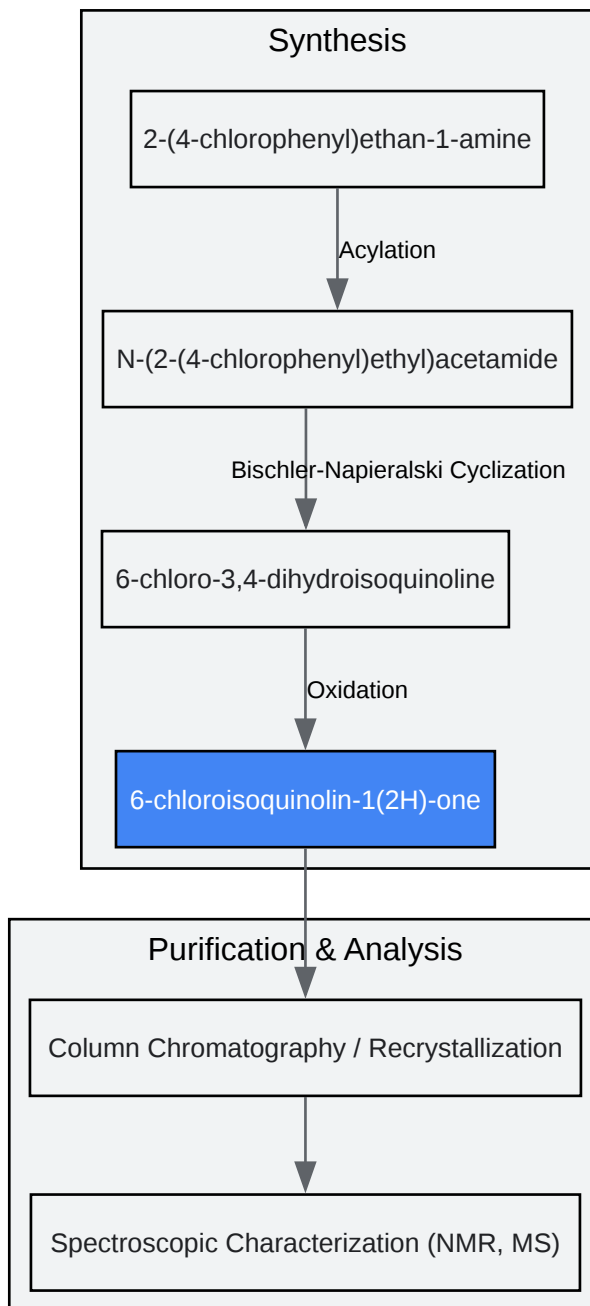 Synthesis
2-(4-chlorophenyl)ethan-1-amine
Acylation
N-(2-(4-chlorophenyl)ethyl)acetamide
Bischler-Napieralski Cyclization
6-chloro-3,4-dihydroisoquinoline
Oxidation
6-chloroisoquinolin-1(2H)-one
Purification & Analysis
Column Chromatography / Recrystallization
Spectroscopic Characterization (NMR, MS)